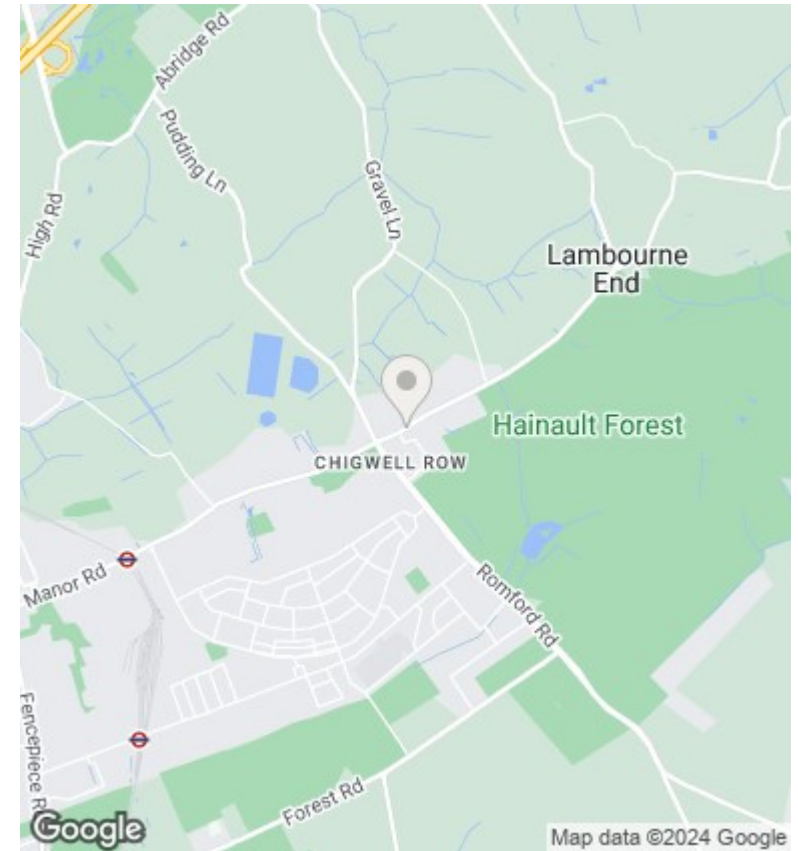 Abridge Rd
Pudding Ln
High Rd
Gravel Ln
Lambourne
End
Hainault Forest
CHIGWELL ROW
Manor Rd
Romford Rd
Fencepiece R
Forest Rd
Google
Map data ©2024 Google